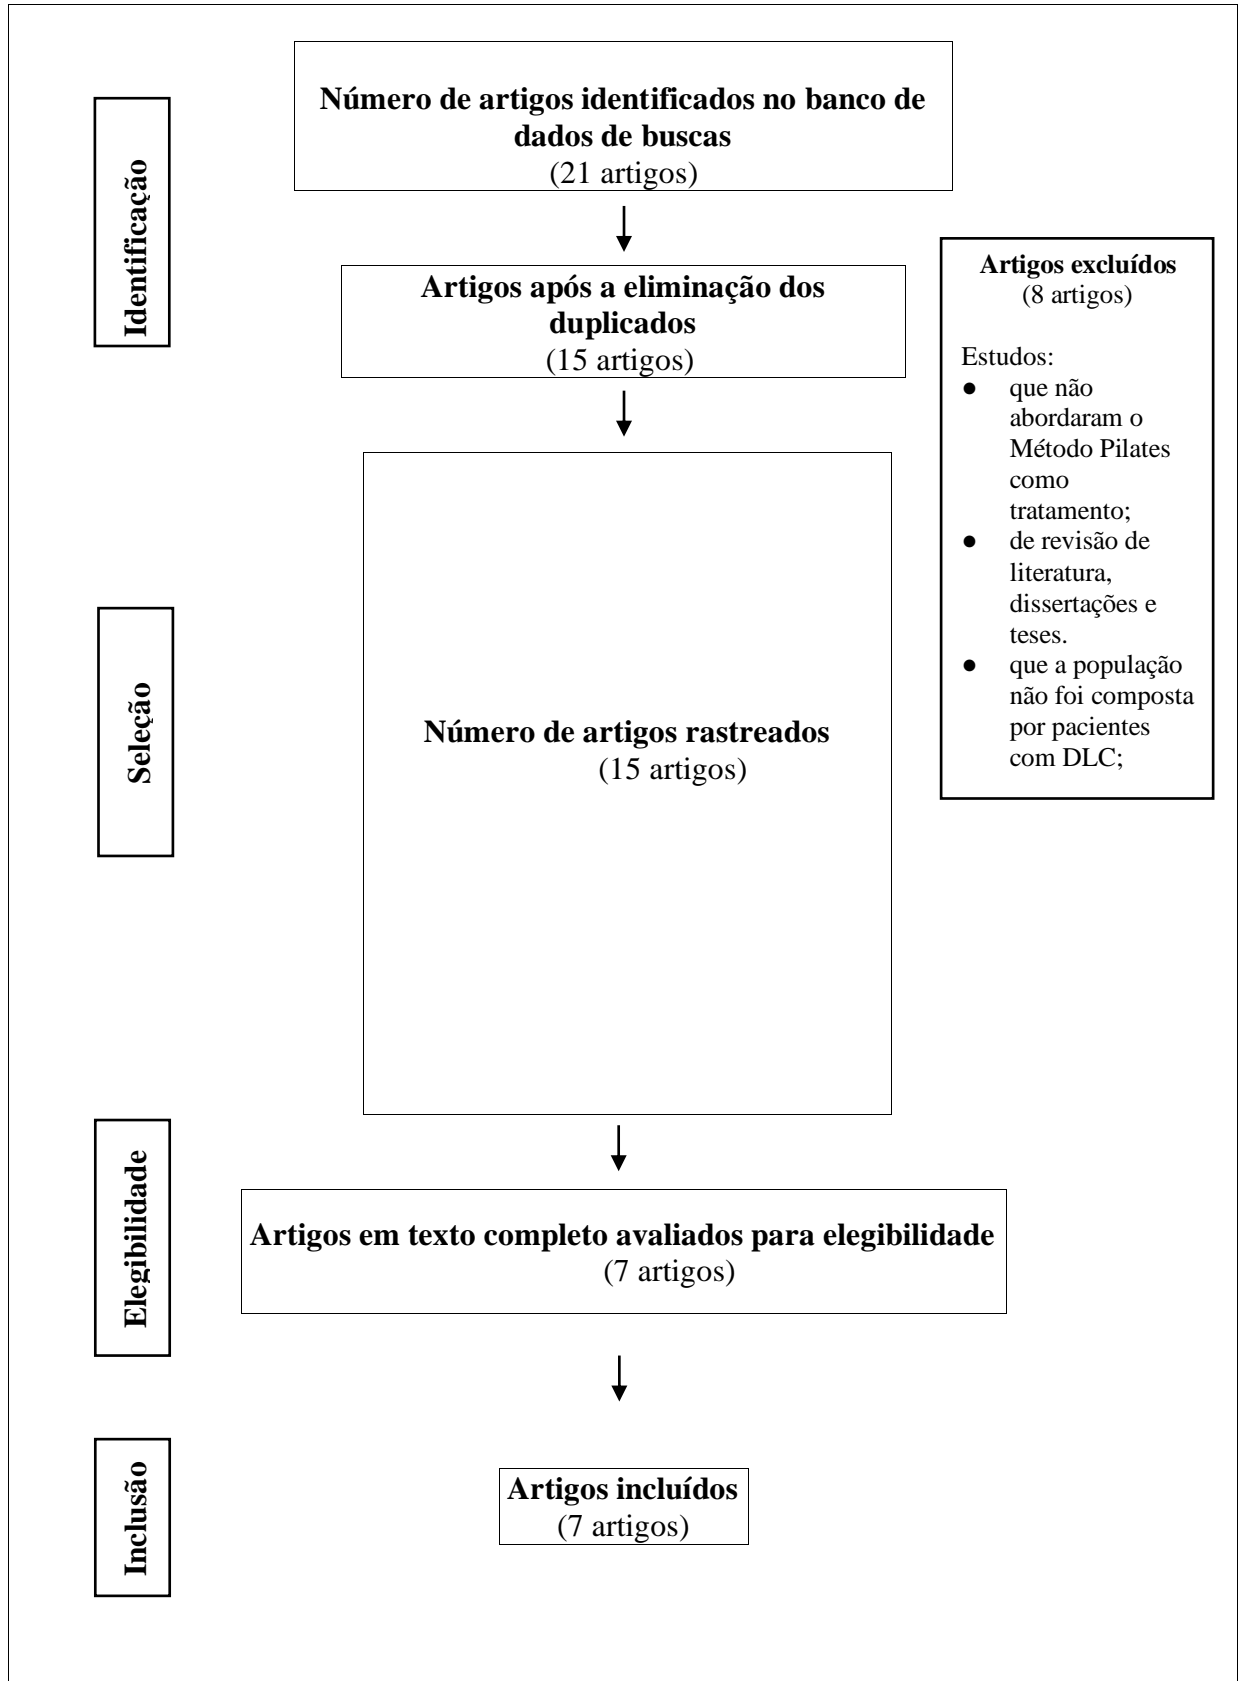 Identificação
Número de artigos identificados no banco de
dados de buscas
(21 artigos)
Artigos após a eliminação dos
duplicados
(15 artigos)
Artigos excluídos
(8 artigos)
Estudos:
● que não
abordaram o
Método Pilates
como
tratamento;
● de revisão de
literatura,
dissertações e
teses.
● que a população
não foi composta
por pacientes
com DLC;
Seleção
Número de artigos rastreados
(15 artigos)
Elegibilidade
Artigos em texto completo avaliados para elegibilidade
(7 artigos)
Inclusão
Artigos incluídos
(7 artigos)